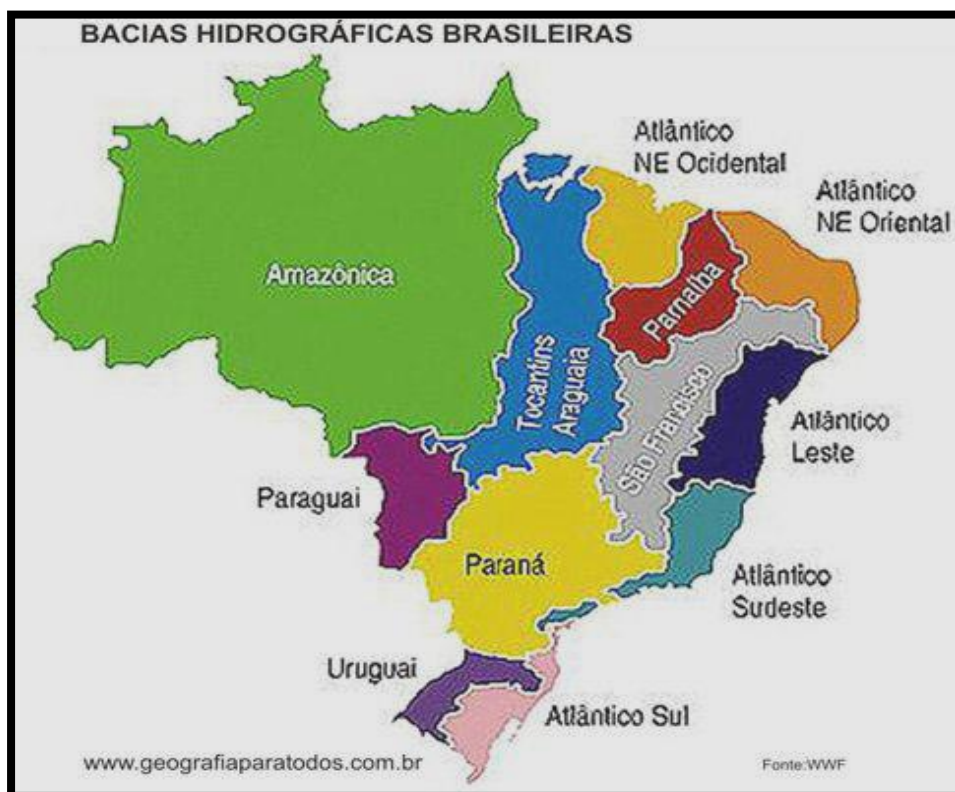 BACIAS HIDROGRÁFICAS BRASILEIRAS
Atlântico
NE Ocidental
Atlântico
NE Oriental
Amazônica
Parnaíba
Tocantins
Araguaia
São Francisco
Atlântico
Leste
Paraguai
Paraná
Atlântico
Sudeste
Uruguai
Atlântico Sul
www.geografiaparatodos.com.br
Fonte:WWF